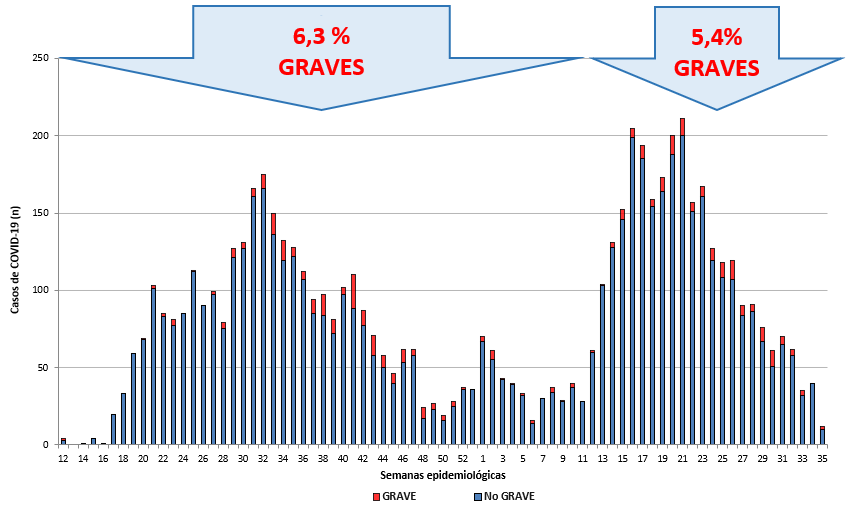 6,3 %
GRAVES
5,4%
GRAVES
250
200
150
100
50
0
Casos de COVID-19 (n)
12 14 16 18 20 22 24 26 28 30 32 34 36 38 40 42 44 46 48 50 52 1 3 5 7 9 11 13 15 17 19 21 23 25 27 29 31 33 35
Semanas epidemiológicas
GRAVE No GRAVE